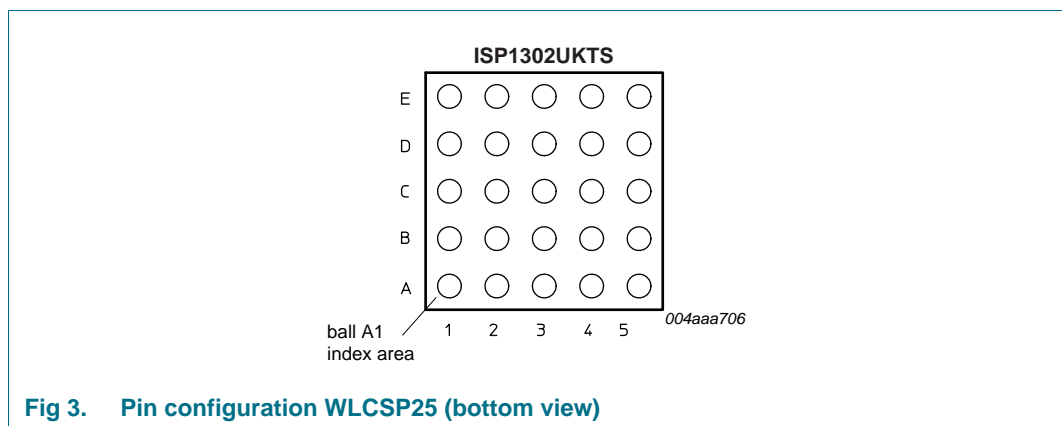 ISP1302UKTS
E
D
C
B
A
1 2 3 4 5
ball A1
index area
004aaa706
Fig 3. Pin configuration WLCSP25 (bottom view)